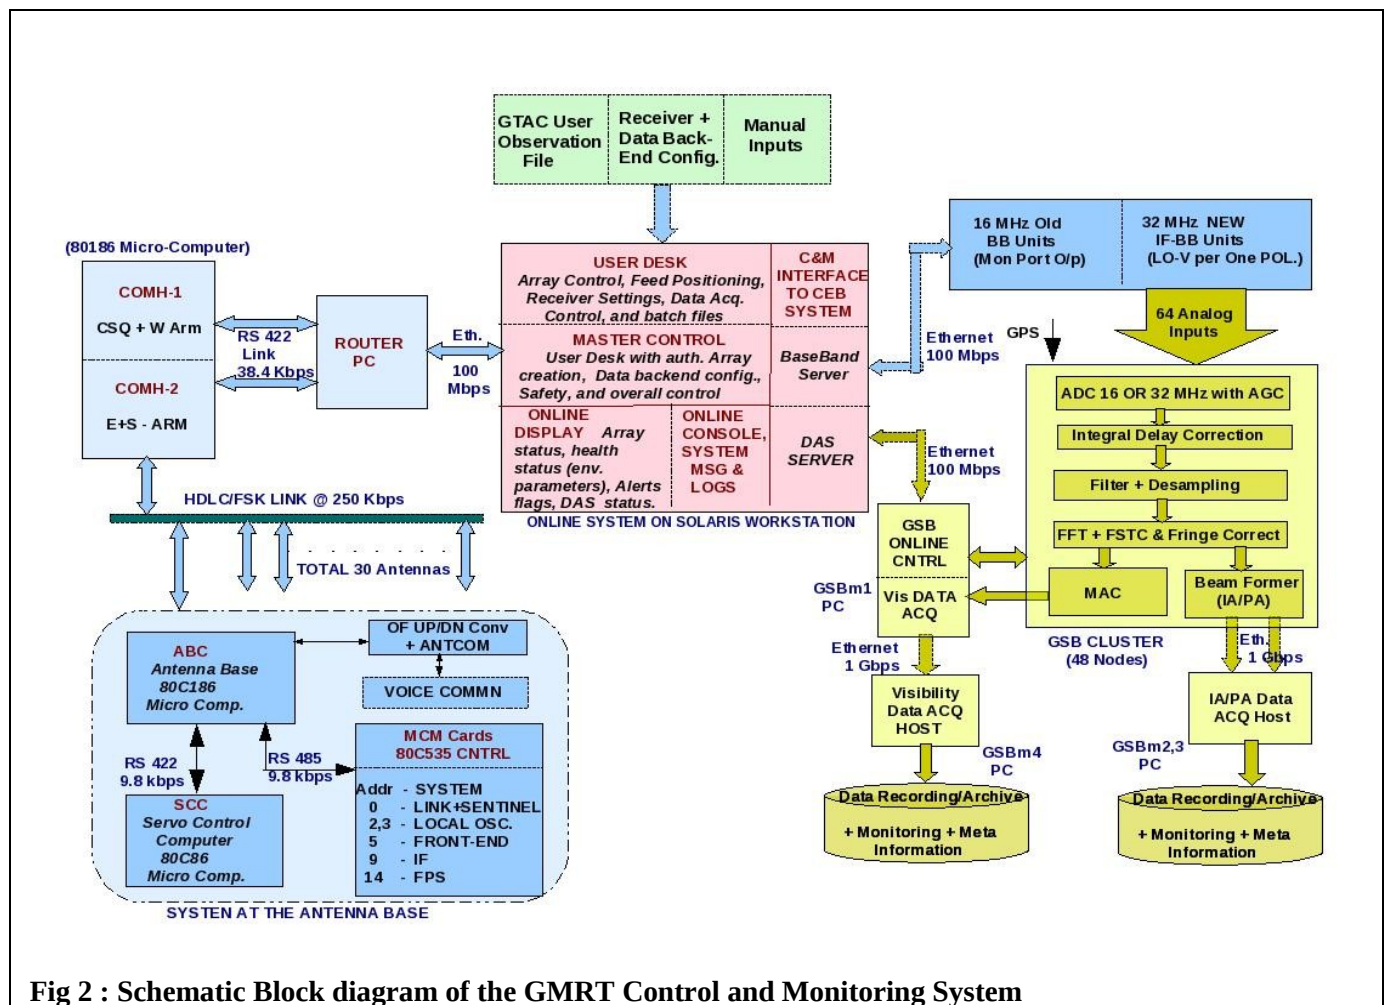 GTAC User
Observation
File
Receiver +
Data Back-
End Config.
Manual
Inputs
(80186 Micro-Computer)
COMH-1
CSQ + W Arm
COMH-2
E+S - ARM
RS 422
Link
38.4 Kbps
ROUTER
PC
Eth.
100
Mbps
USER DESK
Array Control, Feed Positioning,
Receiver Settings, Data Acq.
Control, and batch files
C&M
INTERFACE
TO CEB
SYSTEM
MASTER CONTROL
User Desk with auth. Array
creation, Data backend config.,
Safety, and overall control
BaseBand
Server
ONLINE
DISPLAY Array
status, health
status (env.
parameters), Alerts
flags, DAS status.
ONLINE
CONSOLE,
SYSTEM
MSG &
LOGS
DAS
SERVER
ONLINE SYSTEM ON SOLARIS WORKSTATION
Ethernet
100 Mbps
Ethernet
100 Mbps
16 MHz Old
BB Units
(Mon Port O/p)
32 MHz NEW
IF-BB Units
(LO-V per One POL.)
64 Analog
Inputs
GPS
ADC 16 OR 32 MHz with AGC
Integral Delay Correction
Filter + Desampling
FFT + FSTC & Fringe Correct
MAC
Beam Former
(IA/PA)
GSB CLUSTER
(48 Nodes)
Eth.
1 Gbps
GSB
ONLINE
CNTRL
Vis DATA
ACQ
GSBm1
PC
Ethernet
1 Gbps
Visibility
Data ACQ
HOST
GSBm4
PC
Data Recording/Archive
+ Monitoring + Meta
Information
IA/PA Data
ACQ Host
GSBm2,3
PC
Data Recording/Archive
+ Monitoring + Meta
Information
HDLC/FSK LINK @ 250 Kbps
. . . . . . . .
TOTAL 30 Antennas
ABC
Antenna Base
80C186
Micro Comp.
OF UP/DN Conv
+ ANTCOM
VOICE COMMN
RS 422
9.8 kbps
RS 485
9.8 kbps
SCC
Servo Control
Computer
80C86
Micro Comp.
MCM Cards
80C535 CNTRL
Addr - SYSTEM
0 - LINK+SENTINEL
2,3 - LOCAL OSC.
5 - FRONT-END
9 - IF
14 - FPS
SYSTEN AT THE ANTENNA BASE
Fig 2 : Schematic Block diagram of the GMRT Control and Monitoring System